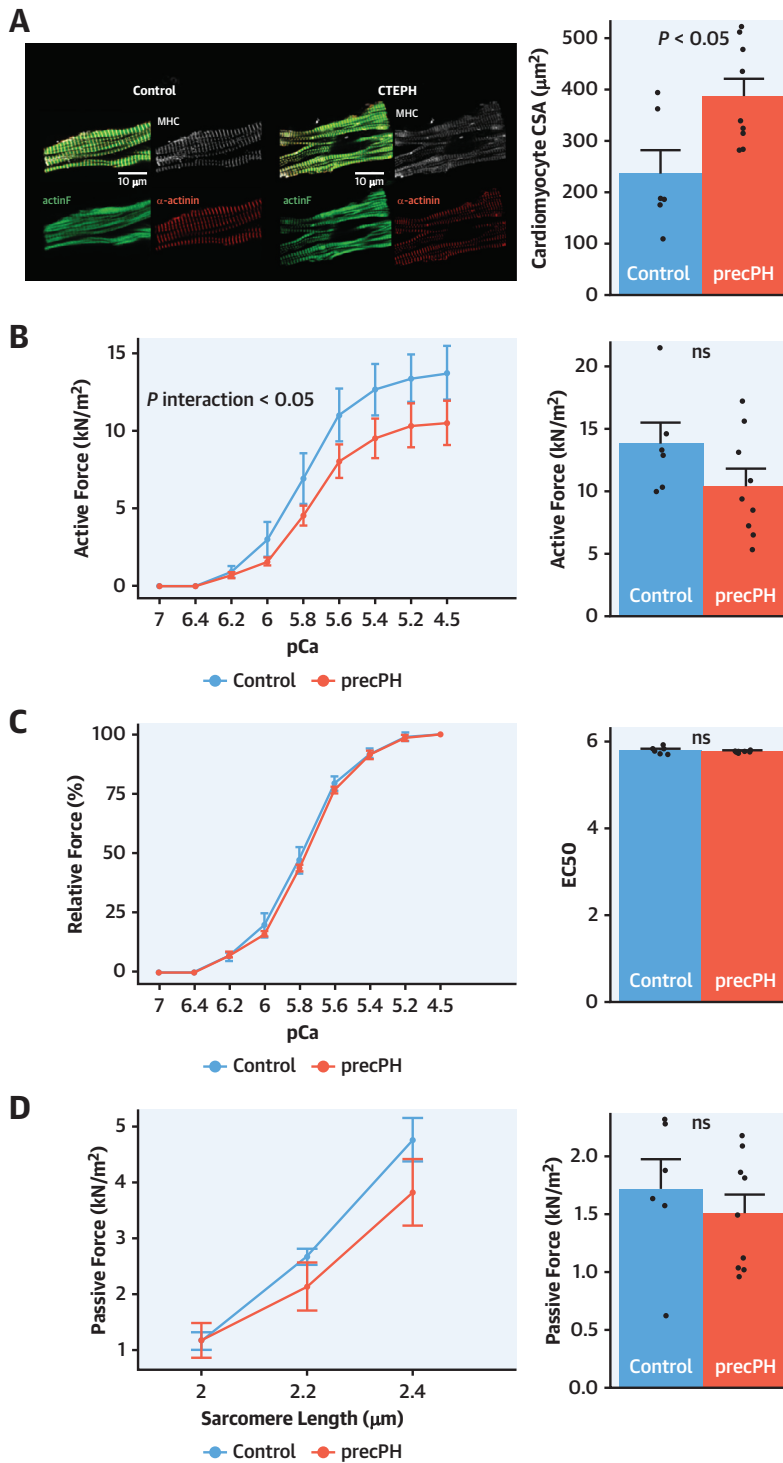 A
Control
CTEPH
MHC
MHC
10 μm
10 μm
actinF
α-actinin
actinF
α-actinin
Cardiomyocyte CSA (μm²)
500
400
300
200
100
0
P < 0.05
Control
precPH
B
Active Force (kN/m²)
15
10
5
0
P interaction < 0.05
7 6.4 6.2 6 5.8 5.6 5.4 5.2 4.5
pCa
Control precPH
Active Force (kN/m²)
20
15
10
5
0
ns
Control
precPH
C
Relative Force (%)
100
75
50
25
0
7 6.4 6.2 6 5.8 5.6 5.4 5.2 4.5
pCa
Control precPH
EC50
6
4
2
0
ns
Control
precPH
D
Passive Force (kN/m²)
5
4
3
2
1
2 2.2 2.4
Sarcomere Length (μm)
Control precPH
Passive Force (kN/m²)
2.0
1.5
1.0
0.5
0.0
ns
Control
precPH